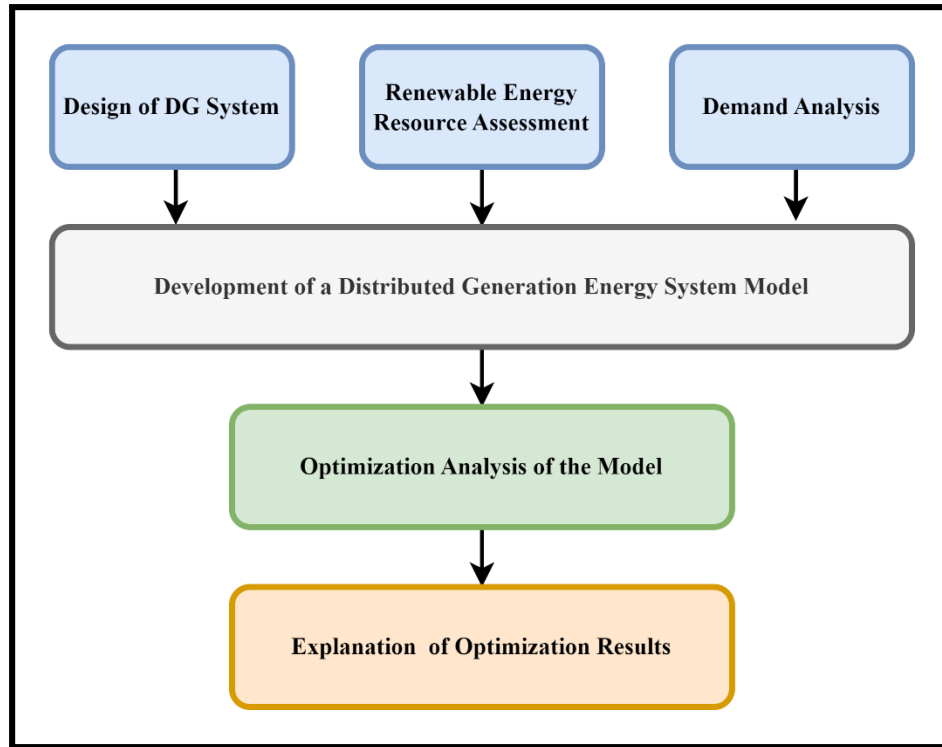 Design of DG System
Renewable Energy
Resource Assessment
Demand Analysis
Development of a Distributed Generation Energy System Model
Optimization Analysis of the Model
Explanation  of Optimization Results